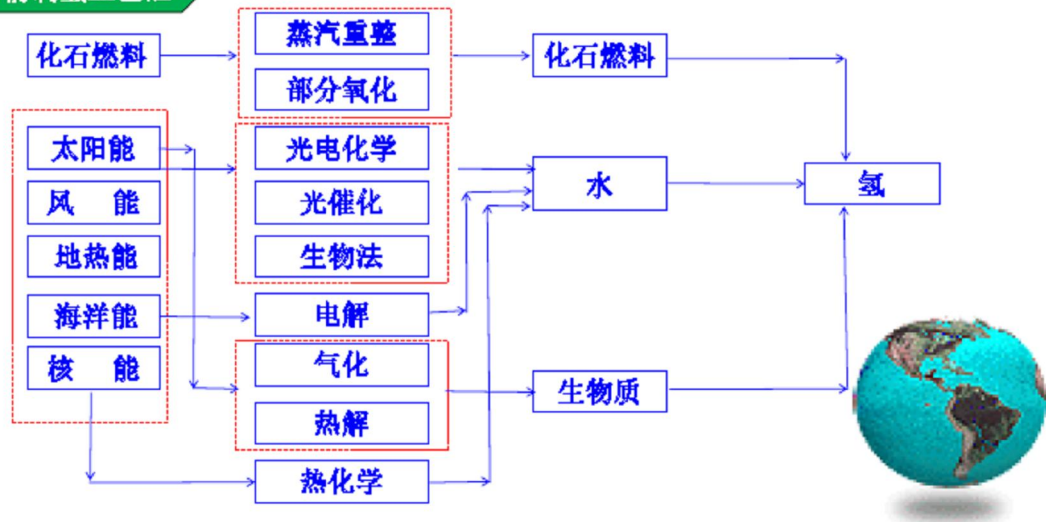 化石燃料
蒸汽重整
部分氧化
化石燃料
太阳能
风 能
地热能
海洋能
核 能
光电化学
光催化
生物法
电解
气化
热解
热化学
水
生物质
氢